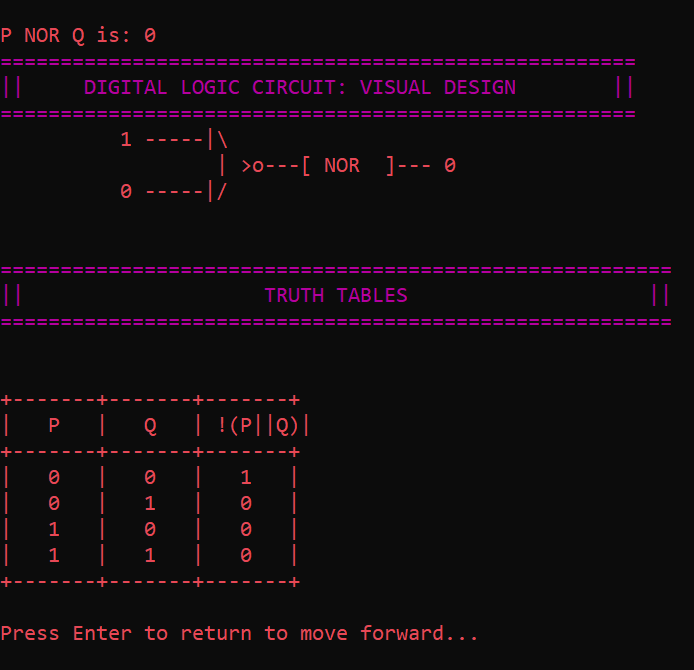 P NOR Q is: 0
=====================================================
||     DIGITAL LOGIC CIRCUIT: VISUAL DESIGN        ||
=====================================================
          1 -----|\
                  | >o---[ NOR  ]--- 0
          0 -----|/
========================================================
||                    TRUTH TABLES                    ||
========================================================
+-------+-------+-------+
|   P   |   Q   | !(P||Q)|
+-------+-------+-------+
|   0   |   0   |   1   |
|   0   |   1   |   0   |
|   1   |   0   |   0   |
|   1   |   1   |   0   |
+-------+-------+-------+
Press Enter to return to move forward...